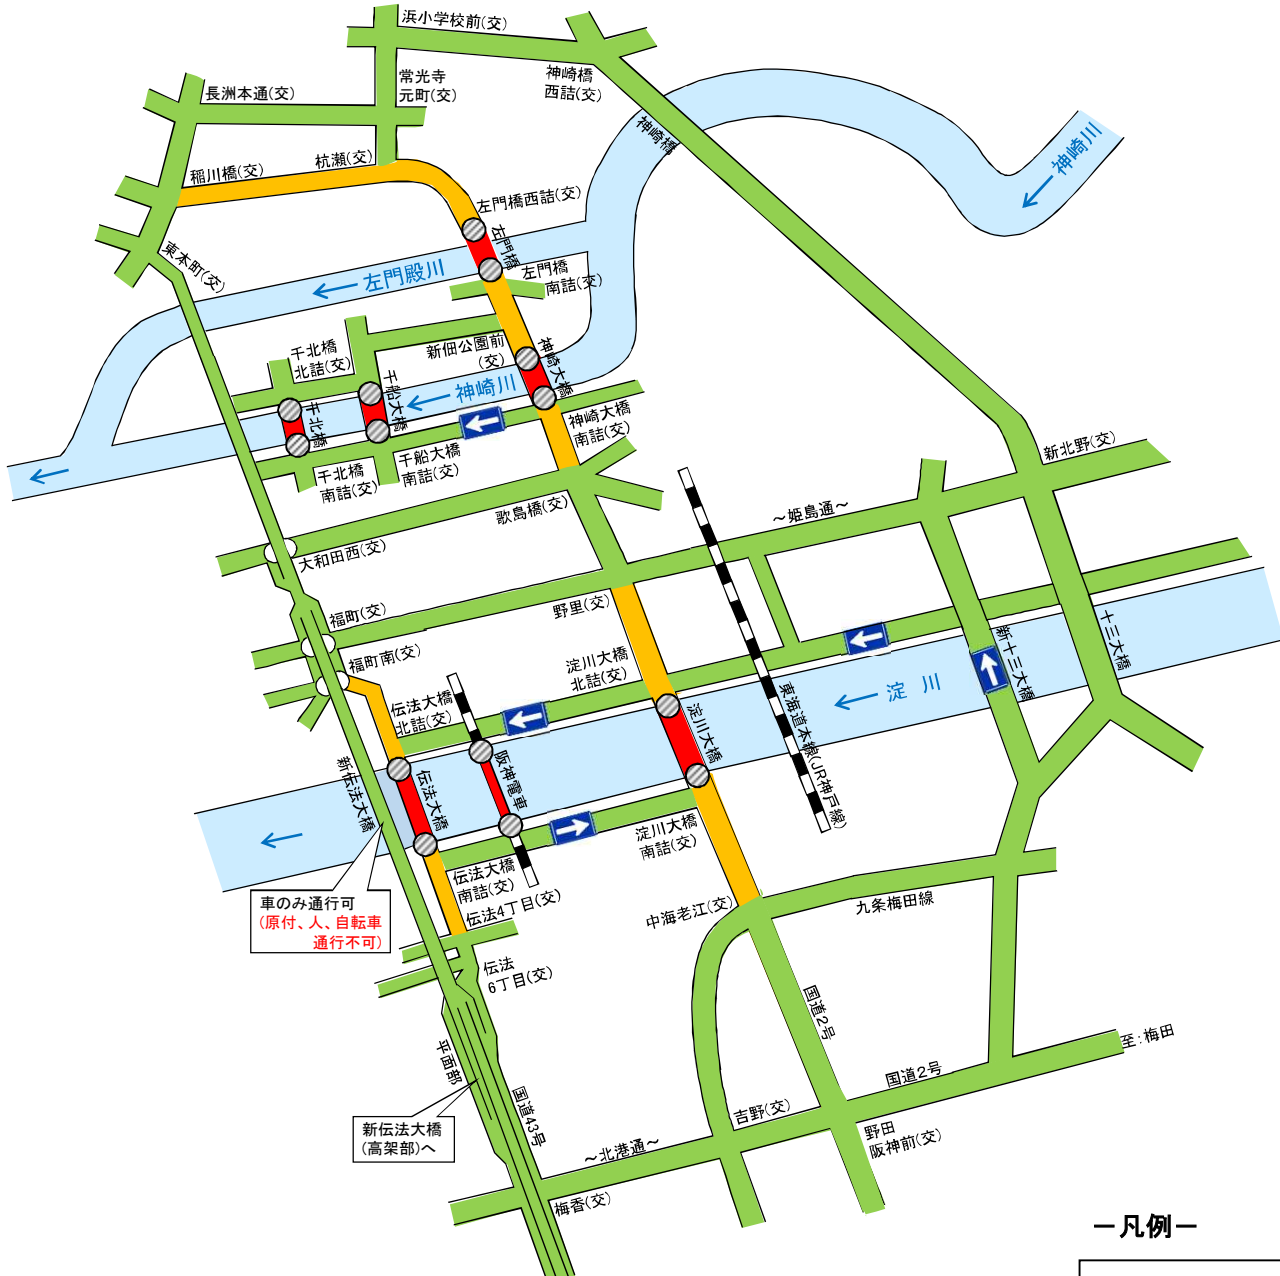 浜小学校前(交)
常光寺
元町(交)
神崎橋
西詰(交)
長洲本通(交)
神崎橋
神崎川
杭瀬(交)
稲川橋(交)
左門橋西詰(交)
左門橋
東本町(交)
左門殿川
左門橋
南詰(交)
千北橋
北詰(交)
新佃公園前
(交)
神崎大橋
千船大橋
神崎川
千北橋
神崎大橋
南詰(交)
千船大橋
南詰(交)
千北橋
南詰(交)
新北野(交)
歌島橋(交)
～姫島通～
大和田西(交)
福町(交)
野里(交)
福町南(交)
淀川大橋
北詰(交)
新十三大橋
十三大橋
伝法大橋
北詰(交)
淀川
東海道本線(JR神戸線)
淀川大橋
阪神電車
伝法大橋
新伝法大橋
淀川大橋
南詰(交)
伝法大橋
南詰(交)
車のみ通行可
(原付、人、自転車
通行不可)
伝法4丁目(交)
中海老江(交)
九条梅田線
伝法
6丁目(交)
国道2号
平面部
至:梅田
国道2号
国道43号
吉野(交)
新伝法大橋
(高架部)へ
野田
阪神前(交)
～北港通～
梅香(交)
－凡例－